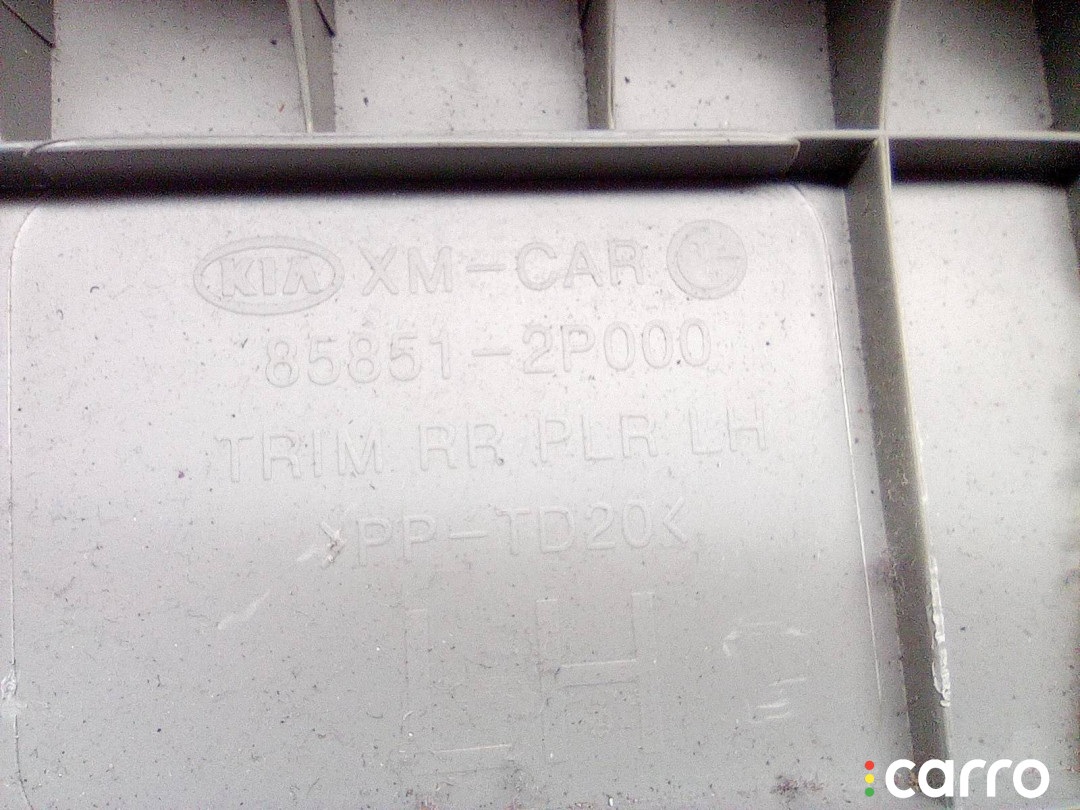 KIA XM-CAR
85851-2P000
TRIM RR PLR LH
>PP-TD20<
LH
carro